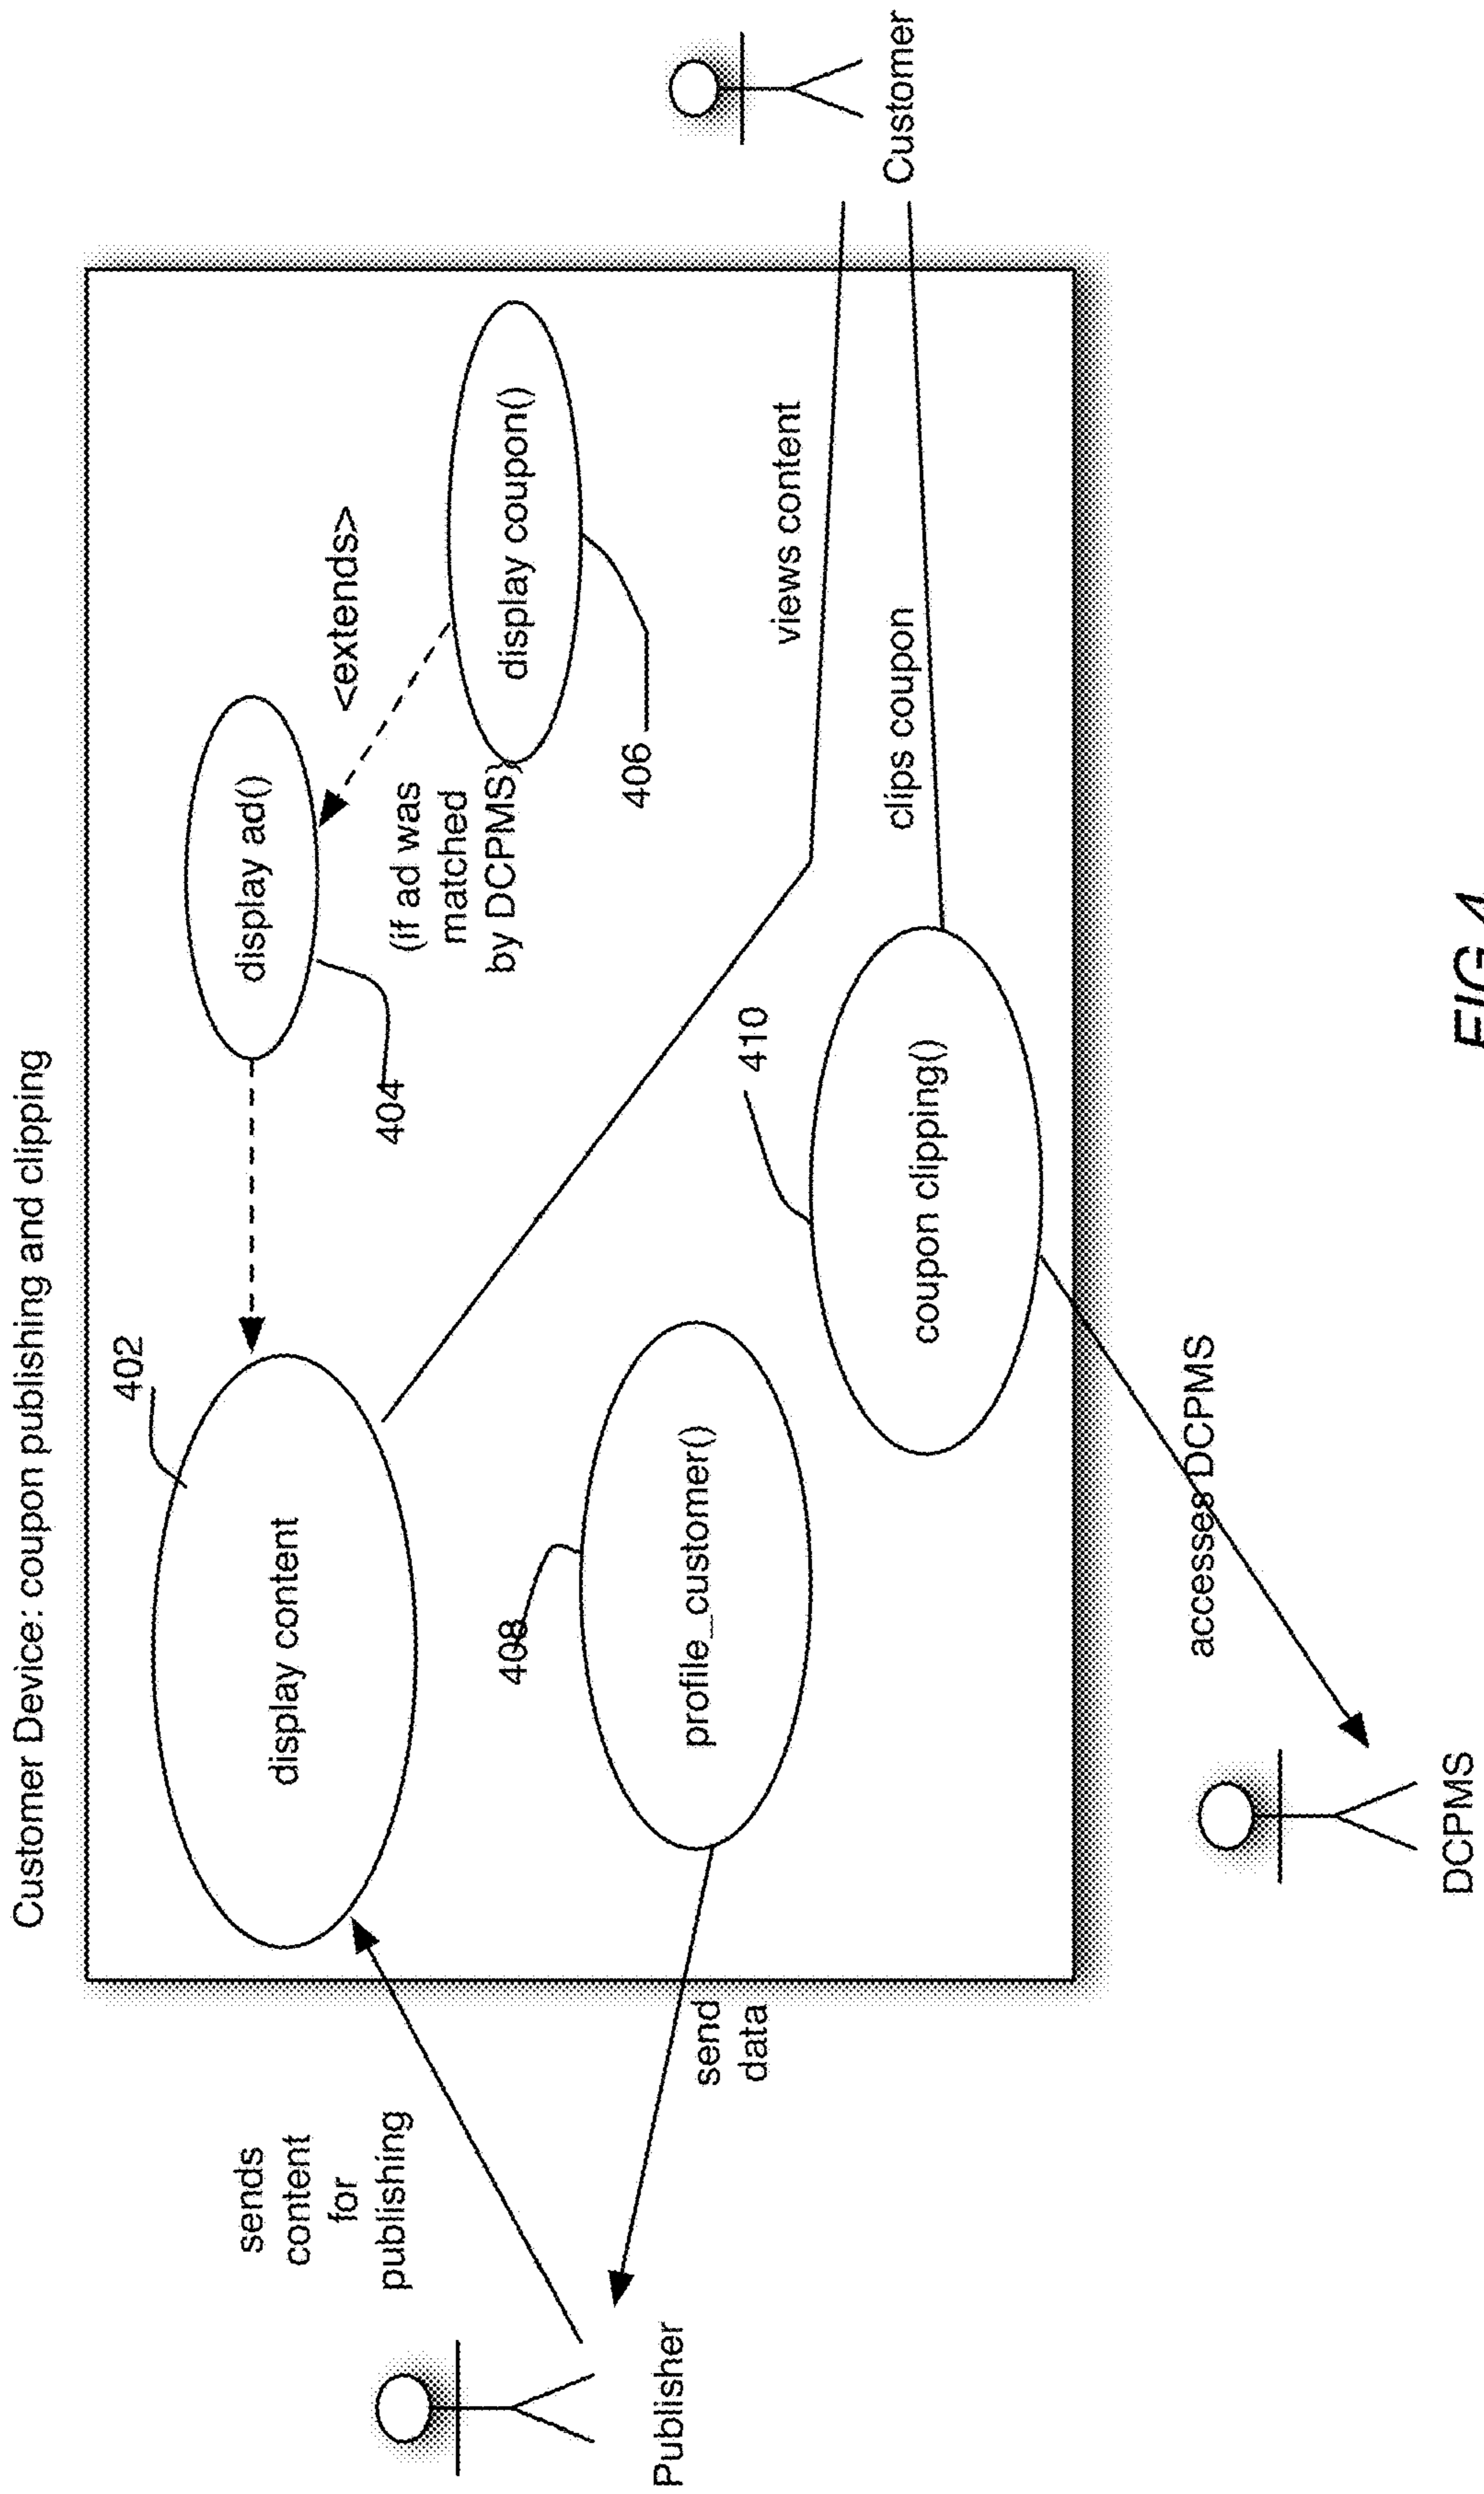 Customer Device: coupon publishing and clipping
402
display content
display ad()
404
<extends>
(if ad was
matched
by DCPMS)
display coupon()
406
sends
content
for
publishing
Publisher
send
data
408
profile_customer()
410
coupon clipping()
views content
clips coupon
Customer
accesses DCPMS
DCPMS
FIG 4